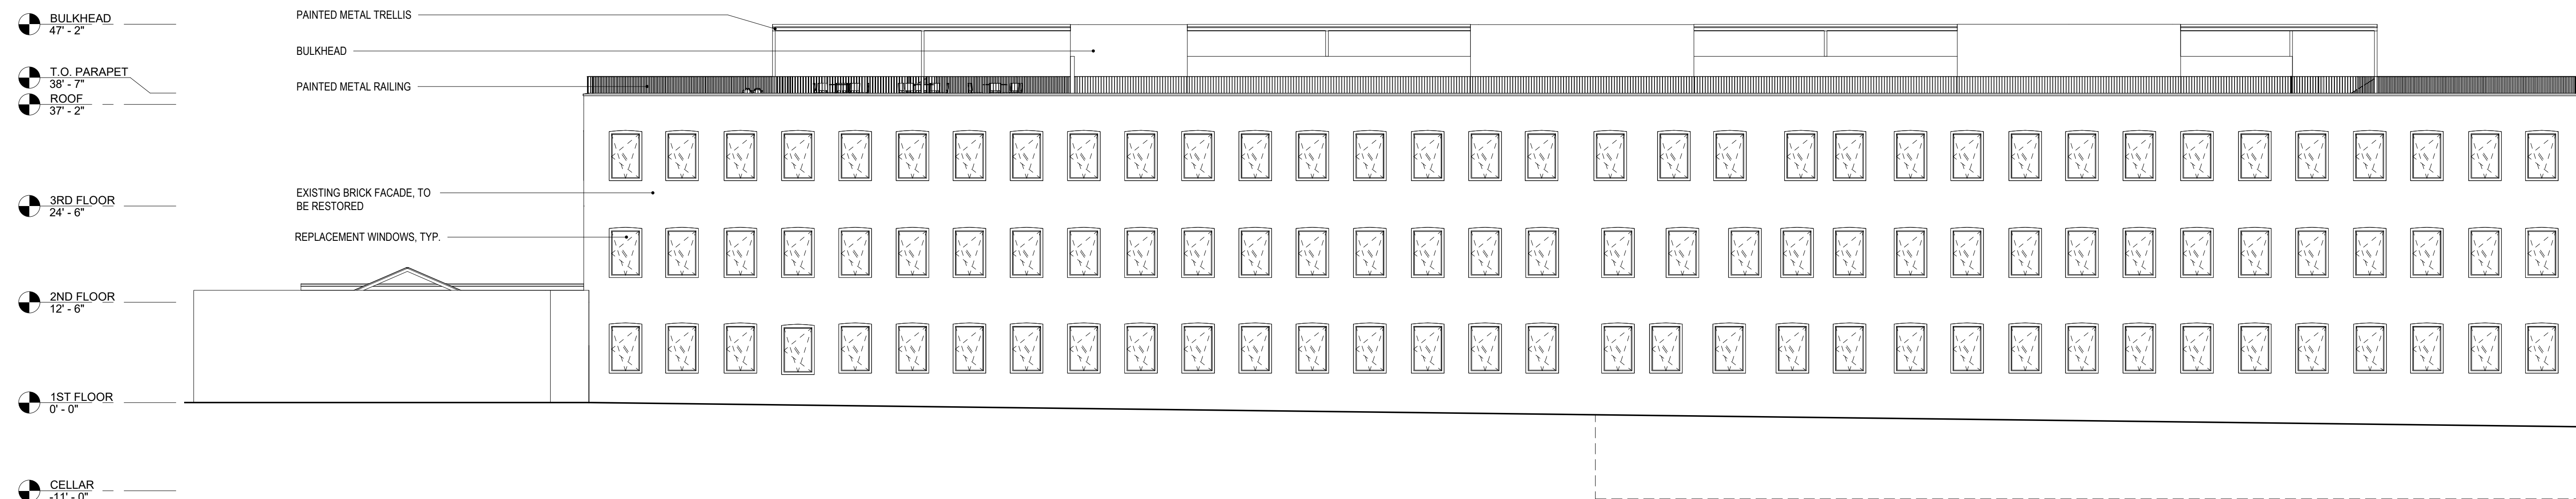 BULKHEAD
47' - 2"
T.O. PARAPET
38' - 7"
ROOF
37' - 2"
3RD FLOOR
24' - 6"
2ND FLOOR
12' - 6"
1ST FLOOR
0' - 0"
CELLAR
-11' - 0"
PAINTED METAL TRELLIS
BULKHEAD
PAINTED METAL RAILING
EXISTING BRICK FACADE, TO
BE RESTORED
REPLACEMENT WINDOWS, TYP.